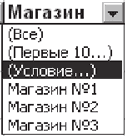 Магазин
(Все)
(Первые 10...)
(Условие...)
Магазин №1
Магазин №2
Магазин №3